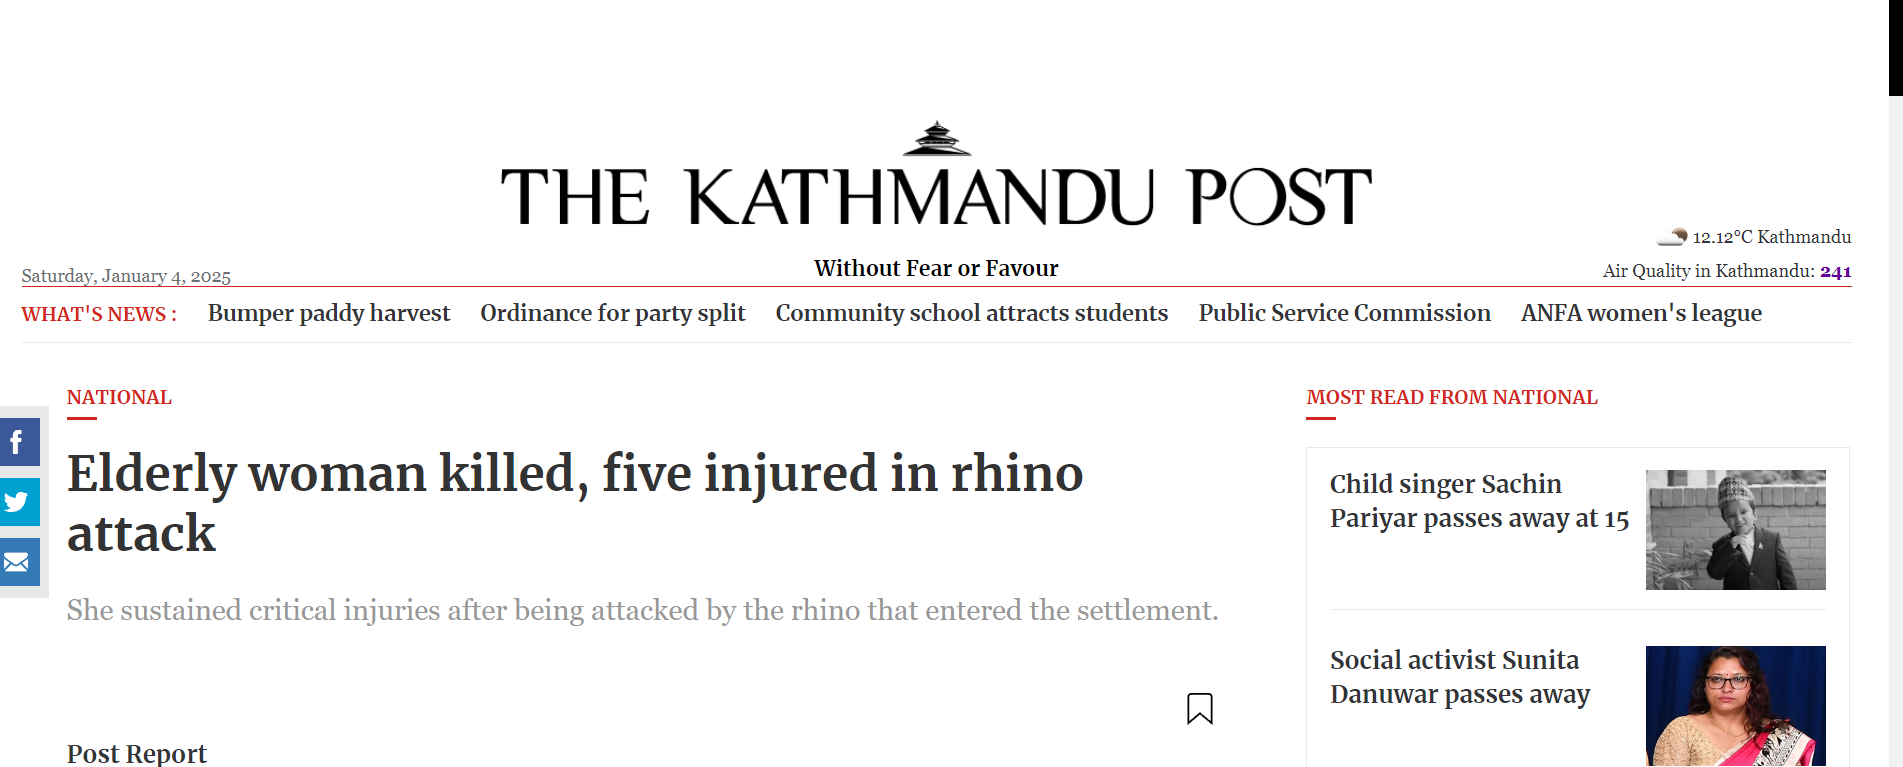 THE KATHMANDU POST
12.12°C Kathmandu
Without Fear or Favour
Air Quality in Kathmandu: 241
Saturday, January 4, 2025
WHAT'S NEWS : Bumper paddy harvest Ordinance for party split Community school attracts students Public Service Commission ANFA women's league
NATIONAL
Elderly woman killed, five injured in rhino
attack
She sustained critical injuries after being attacked by the rhino that entered the settlement.
Post Report
MOST READ FROM NATIONAL
Child singer Sachin
Pariyar passes away at 15
Social activist Sunita
Danuwar passes away